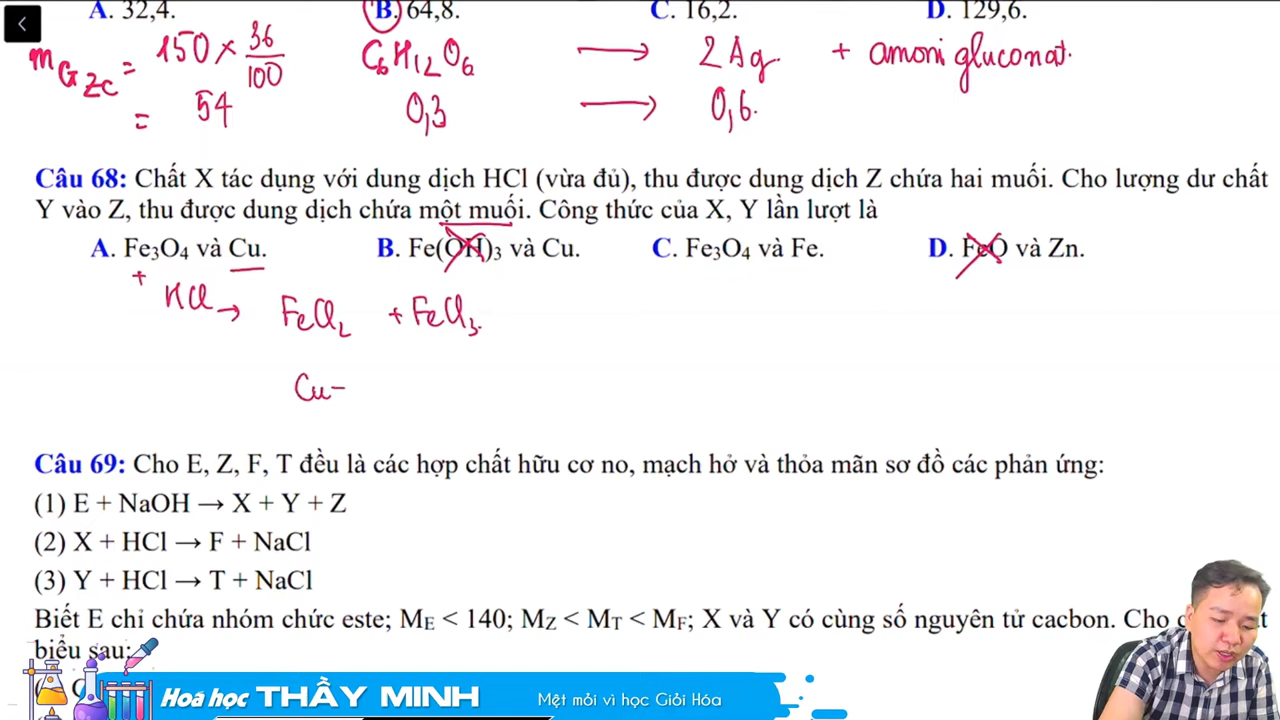 A. 32,4. B. 64,8. C. 16,2. D. 129,6.
m GZC = 150 × 36/100 C6H12O6 → 2Ag + amoni gluconat.
= 54 0,3 → 0,6.
Câu 68: Chất X tác dụng với dung dịch HCl (vừa đủ), thu được dung dịch Z chứa hai muối. Cho lượng dư chất
Y vào Z, thu được dung dịch chứa một muối. Công thức của X, Y lần lượt là
A. Fe3O4 và Cu. B. Fe(OH)3 và Cu. C. Fe3O4 và Fe. D. FeO và Zn.
+ HCl → FeCl2 + FeCl3.
Cu
Câu 69: Cho E, Z, F, T đều là các hợp chất hữu cơ no, mạch hở và thỏa mãn sơ đồ các phản ứng:
(1) E + NaOH → X + Y + Z
(2) X + HCl → F + NaCl
(3) Y + HCl → T + NaCl
Biết E chỉ chứa nhóm chức este; ME < 140; MZ < MT < MF; X và Y có cùng số nguyên tử cacbon. Cho
biểu sau:
Hoá học THẦY MINH Mệt mỏi vì học Giỏi Hóa